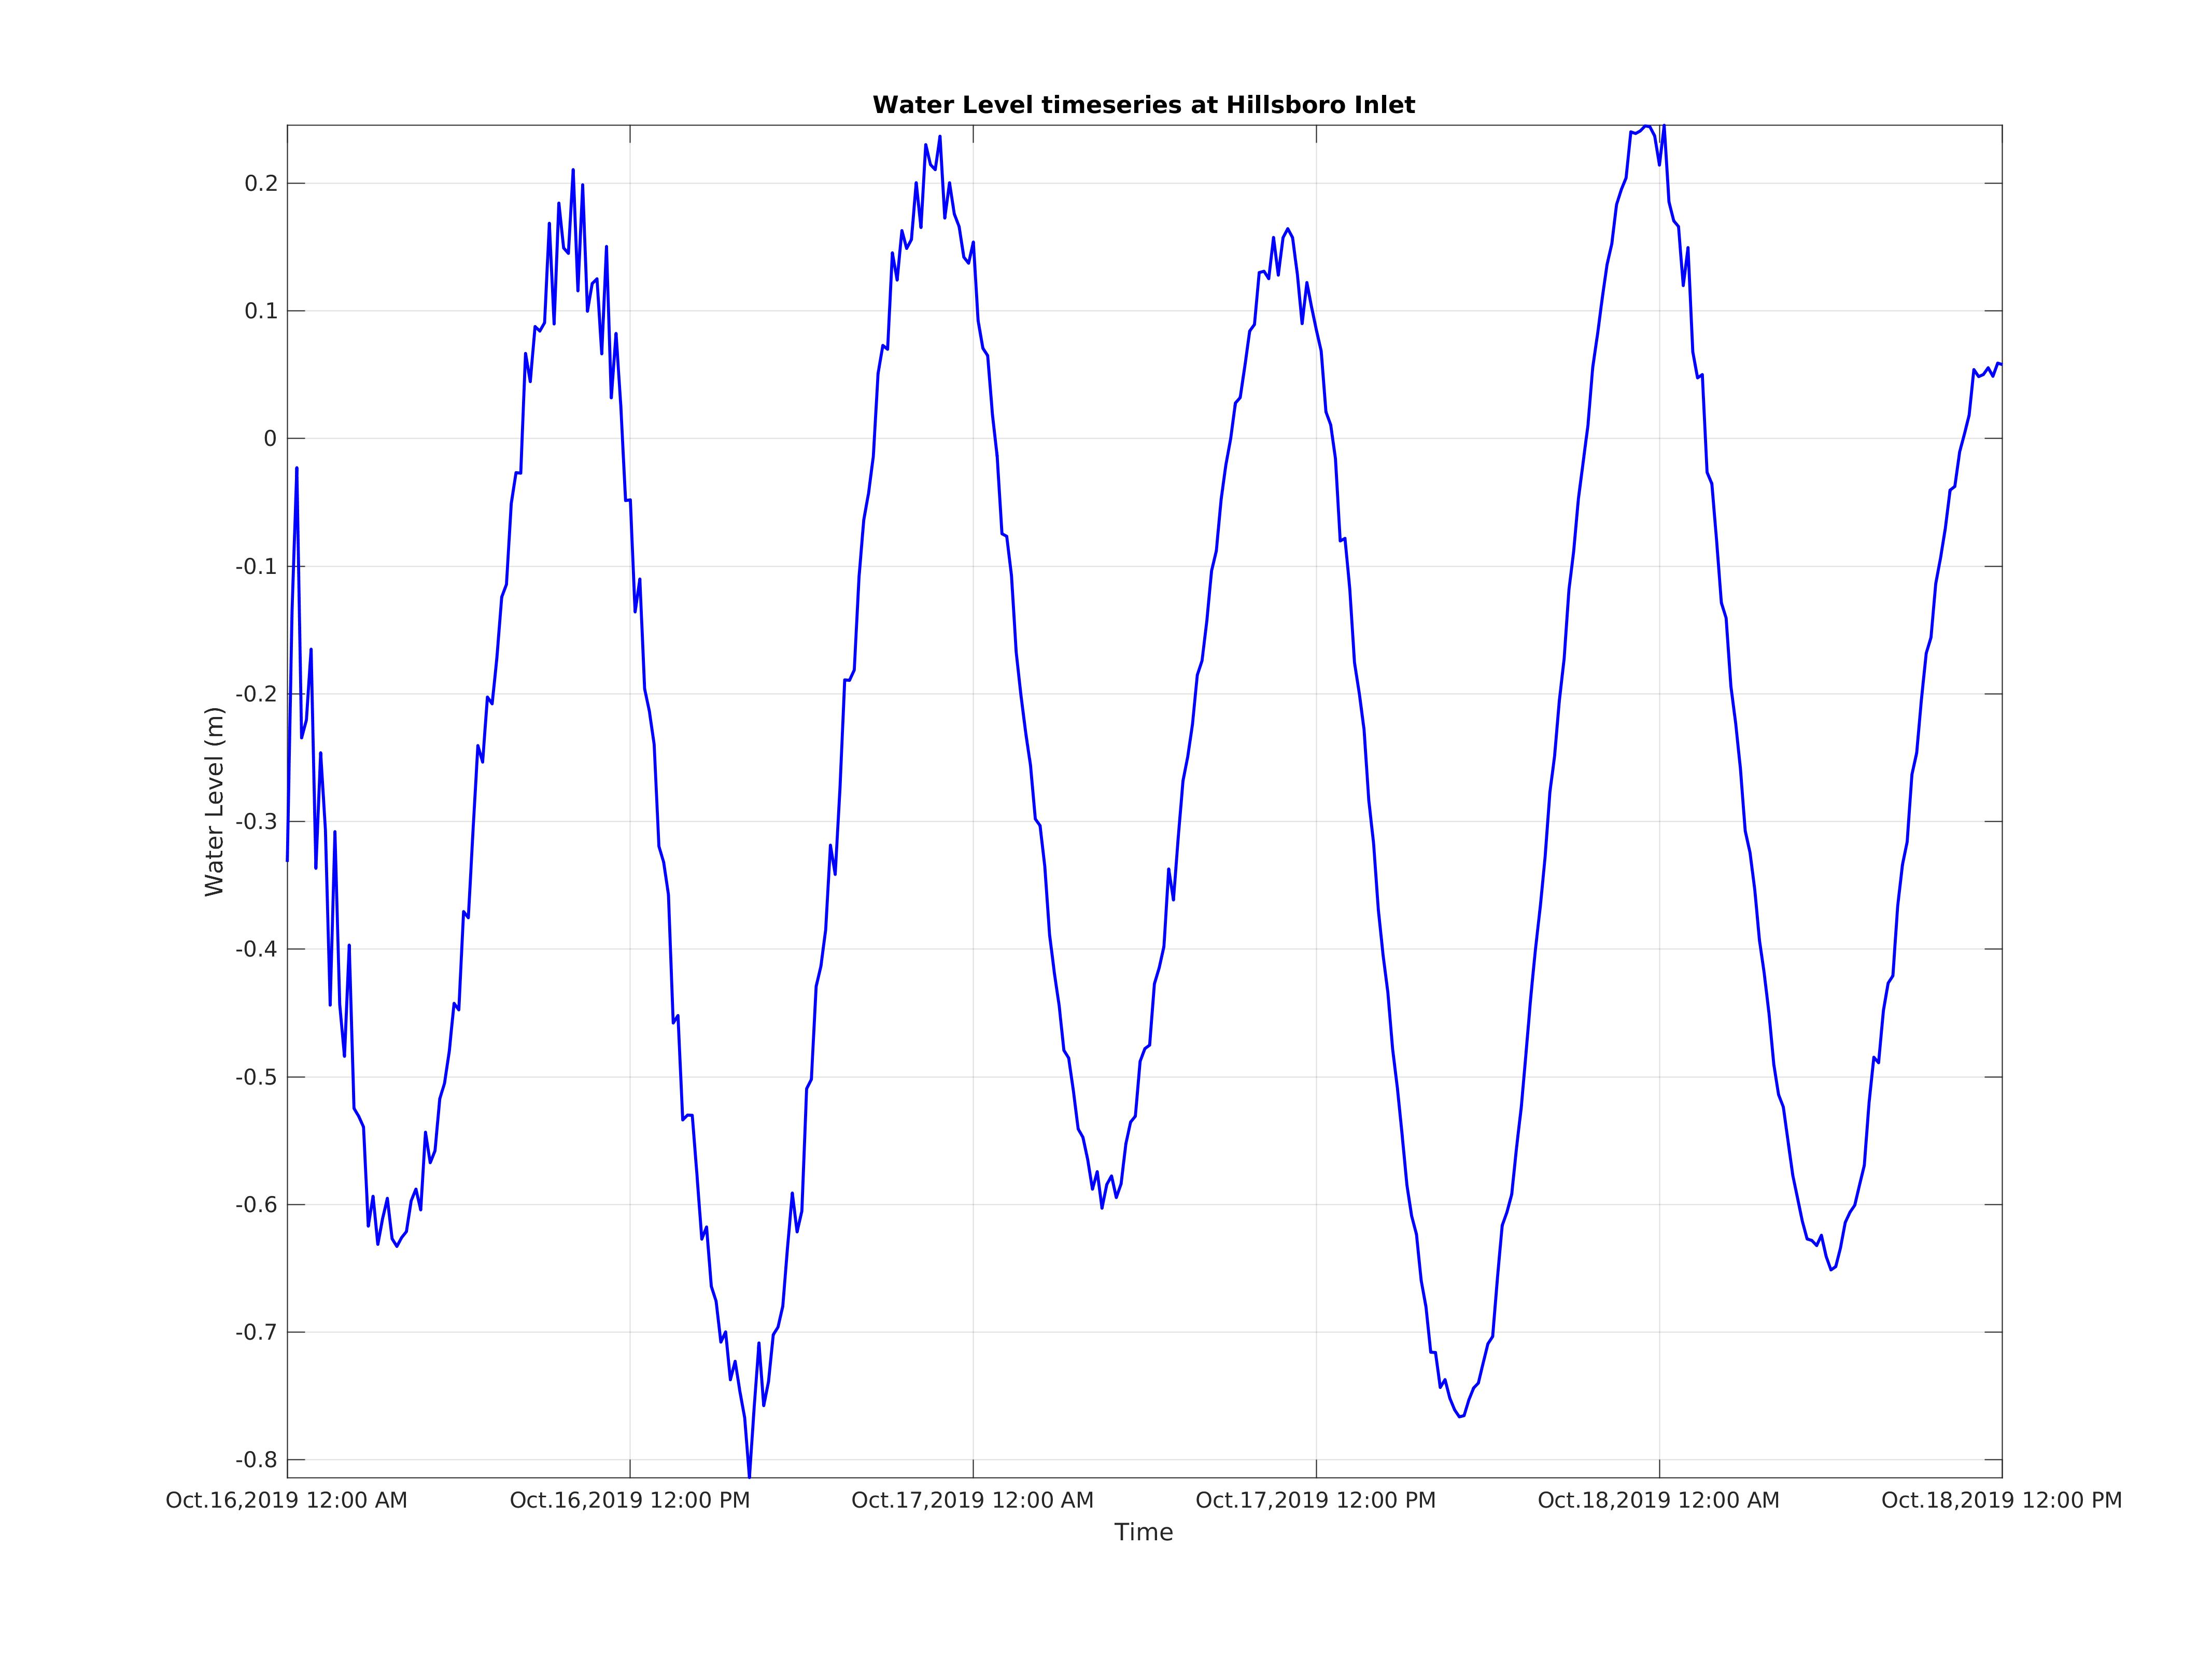 Water Level timeseries at Hillsboro Inlet
0.2
0.1
0
-0.1
-0.2
-0.3
-0.4
-0.5
-0.6
-0.7
-0.8
Water Level (m)
Oct.16,2019 12:00 AM Oct.16,2019 12:00 PM Oct.17,2019 12:00 AM Oct.17,2019 12:00 PM Oct.18,2019 12:00 AM Oct.18,2019 12:00 PM
Time